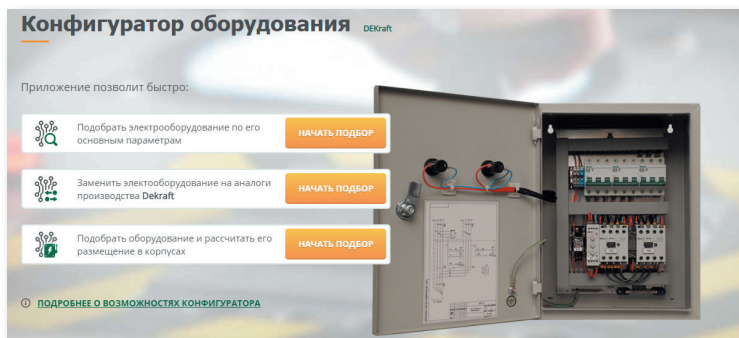 Конфигуратор оборудования DEKraft
Приложение позволит быстро:
Подобрать электрооборудование по его
основным параметрам
НАЧАТЬ ПОДБОР
Заменить электооборудование на аналоги
производства Dekraft
НАЧАТЬ ПОДБОР
Подобрать оборудование и рассчитать его
размещение в корпусах
НАЧАТЬ ПОДБОР
ПОДРОБНЕЕ О ВОЗМОЖНОСТЯХ КОНФИГУРАТОРА